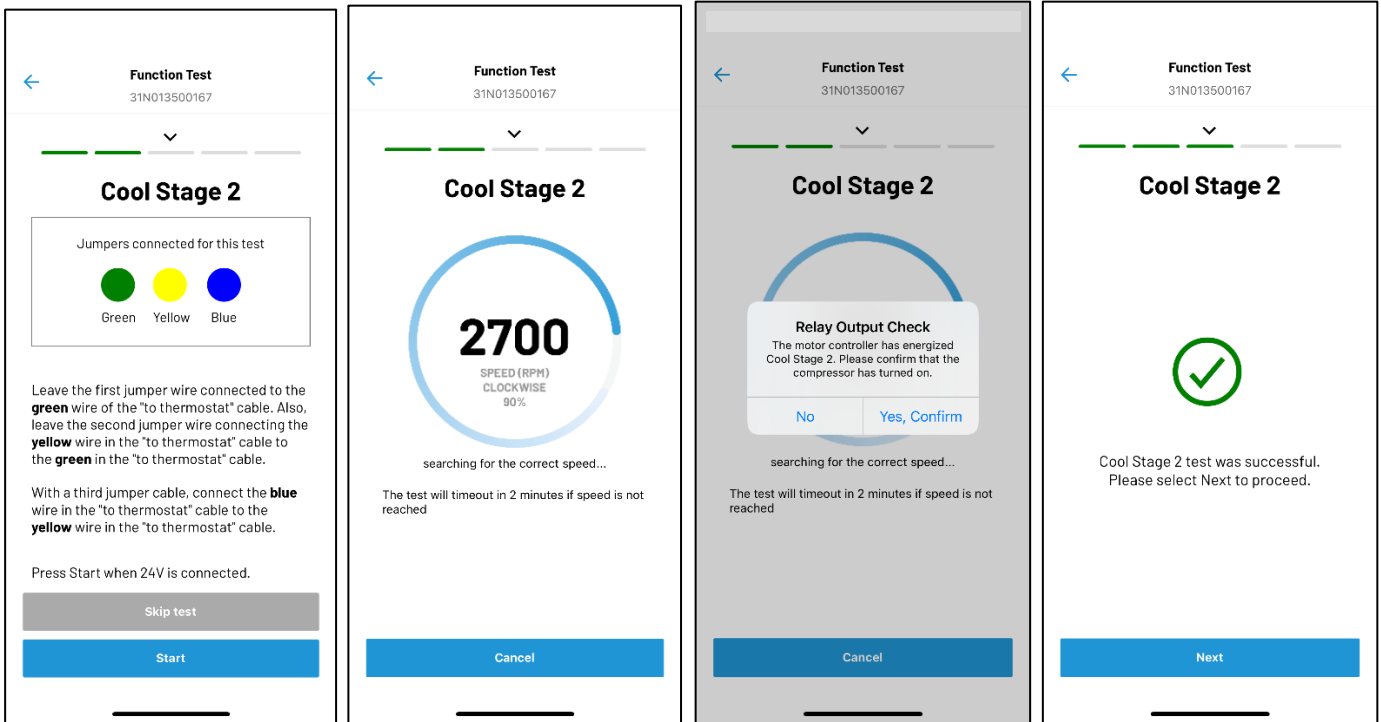 Function Test
31N013500167
Cool Stage 2
Jumpers connected for this test
Green Yellow Blue
Leave the first jumper wire connected to the
green wire of the "to thermostat" cable. Also,
leave the second jumper wire connecting the
yellow wire in the "to thermostat" cable to
the green in the "to thermostat" cable.
With a third jumper cable, connect the blue
wire in the "to thermostat" cable to the
yellow wire in the "to thermostat" cable.
Press Start when 24V is connected.
Skip test
Start
Function Test
31N013500167
Cool Stage 2
2700
SPEED (RPM)
CLOCKWISE
90%
searching for the correct speed...
The test will timeout in 2 minutes if speed is not
reached
Cancel
Function Test
31N013500167
Cool Stage 2
Relay Output Check
The motor controller has energized
Cool Stage 2. Please confirm that the
compressor has turned on.
No
Yes, Confirm
searching for the correct speed...
The test will timeout in 2 minutes if speed is not
reached
Cancel
Function Test
31N013500167
Cool Stage 2
Cool Stage 2 test was successful.
Please select Next to proceed.
Next